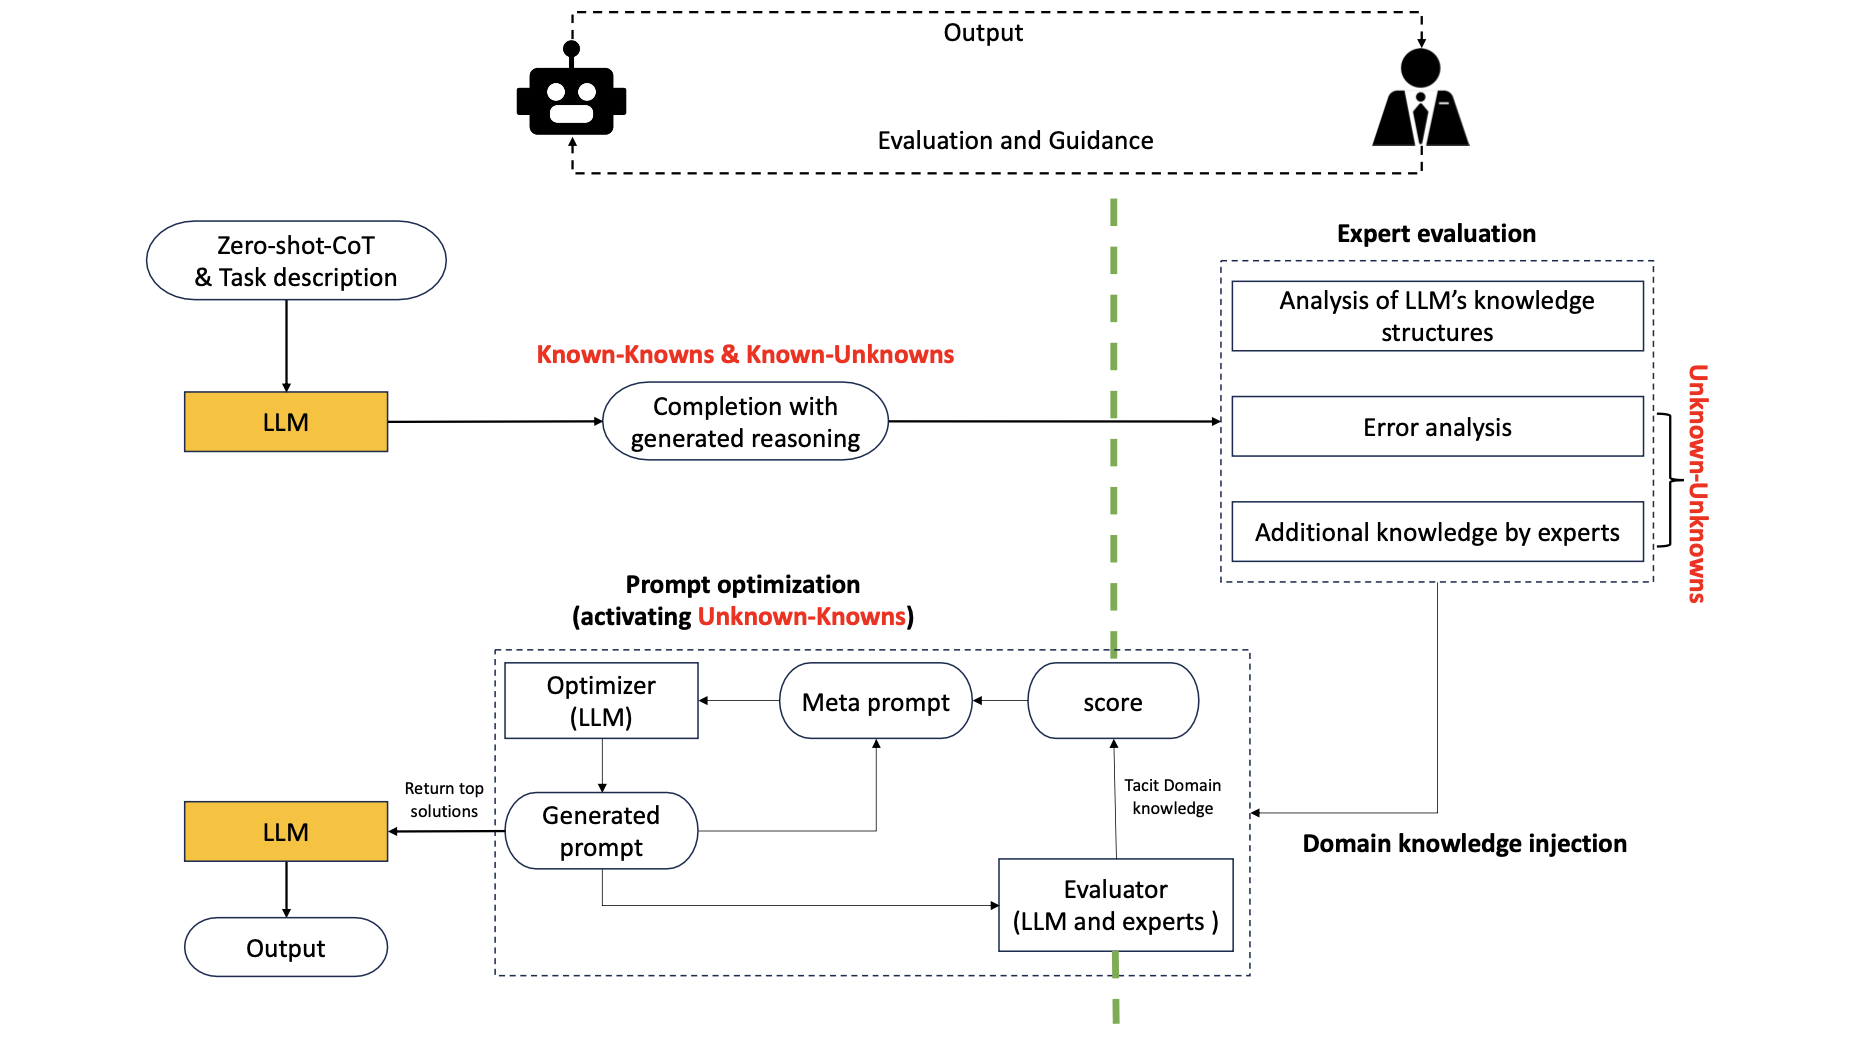 Output
Evaluation and Guidance
Zero-shot-CoT
& Task description
LLM
Known-Knowns & Known-Unknowns
Completion with
generated reasoning
Expert evaluation
Analysis of LLM’s knowledge
structures
Error analysis
Additional knowledge by experts
Unknown-Unknowns
Prompt optimization
(activating Unknown-Knowns)
Optimizer
(LLM)
Meta prompt
score
Generated
prompt
Tacit Domain
knowledge
Evaluator
(LLM and experts )
Domain knowledge injection
Return top
solutions
LLM
Output